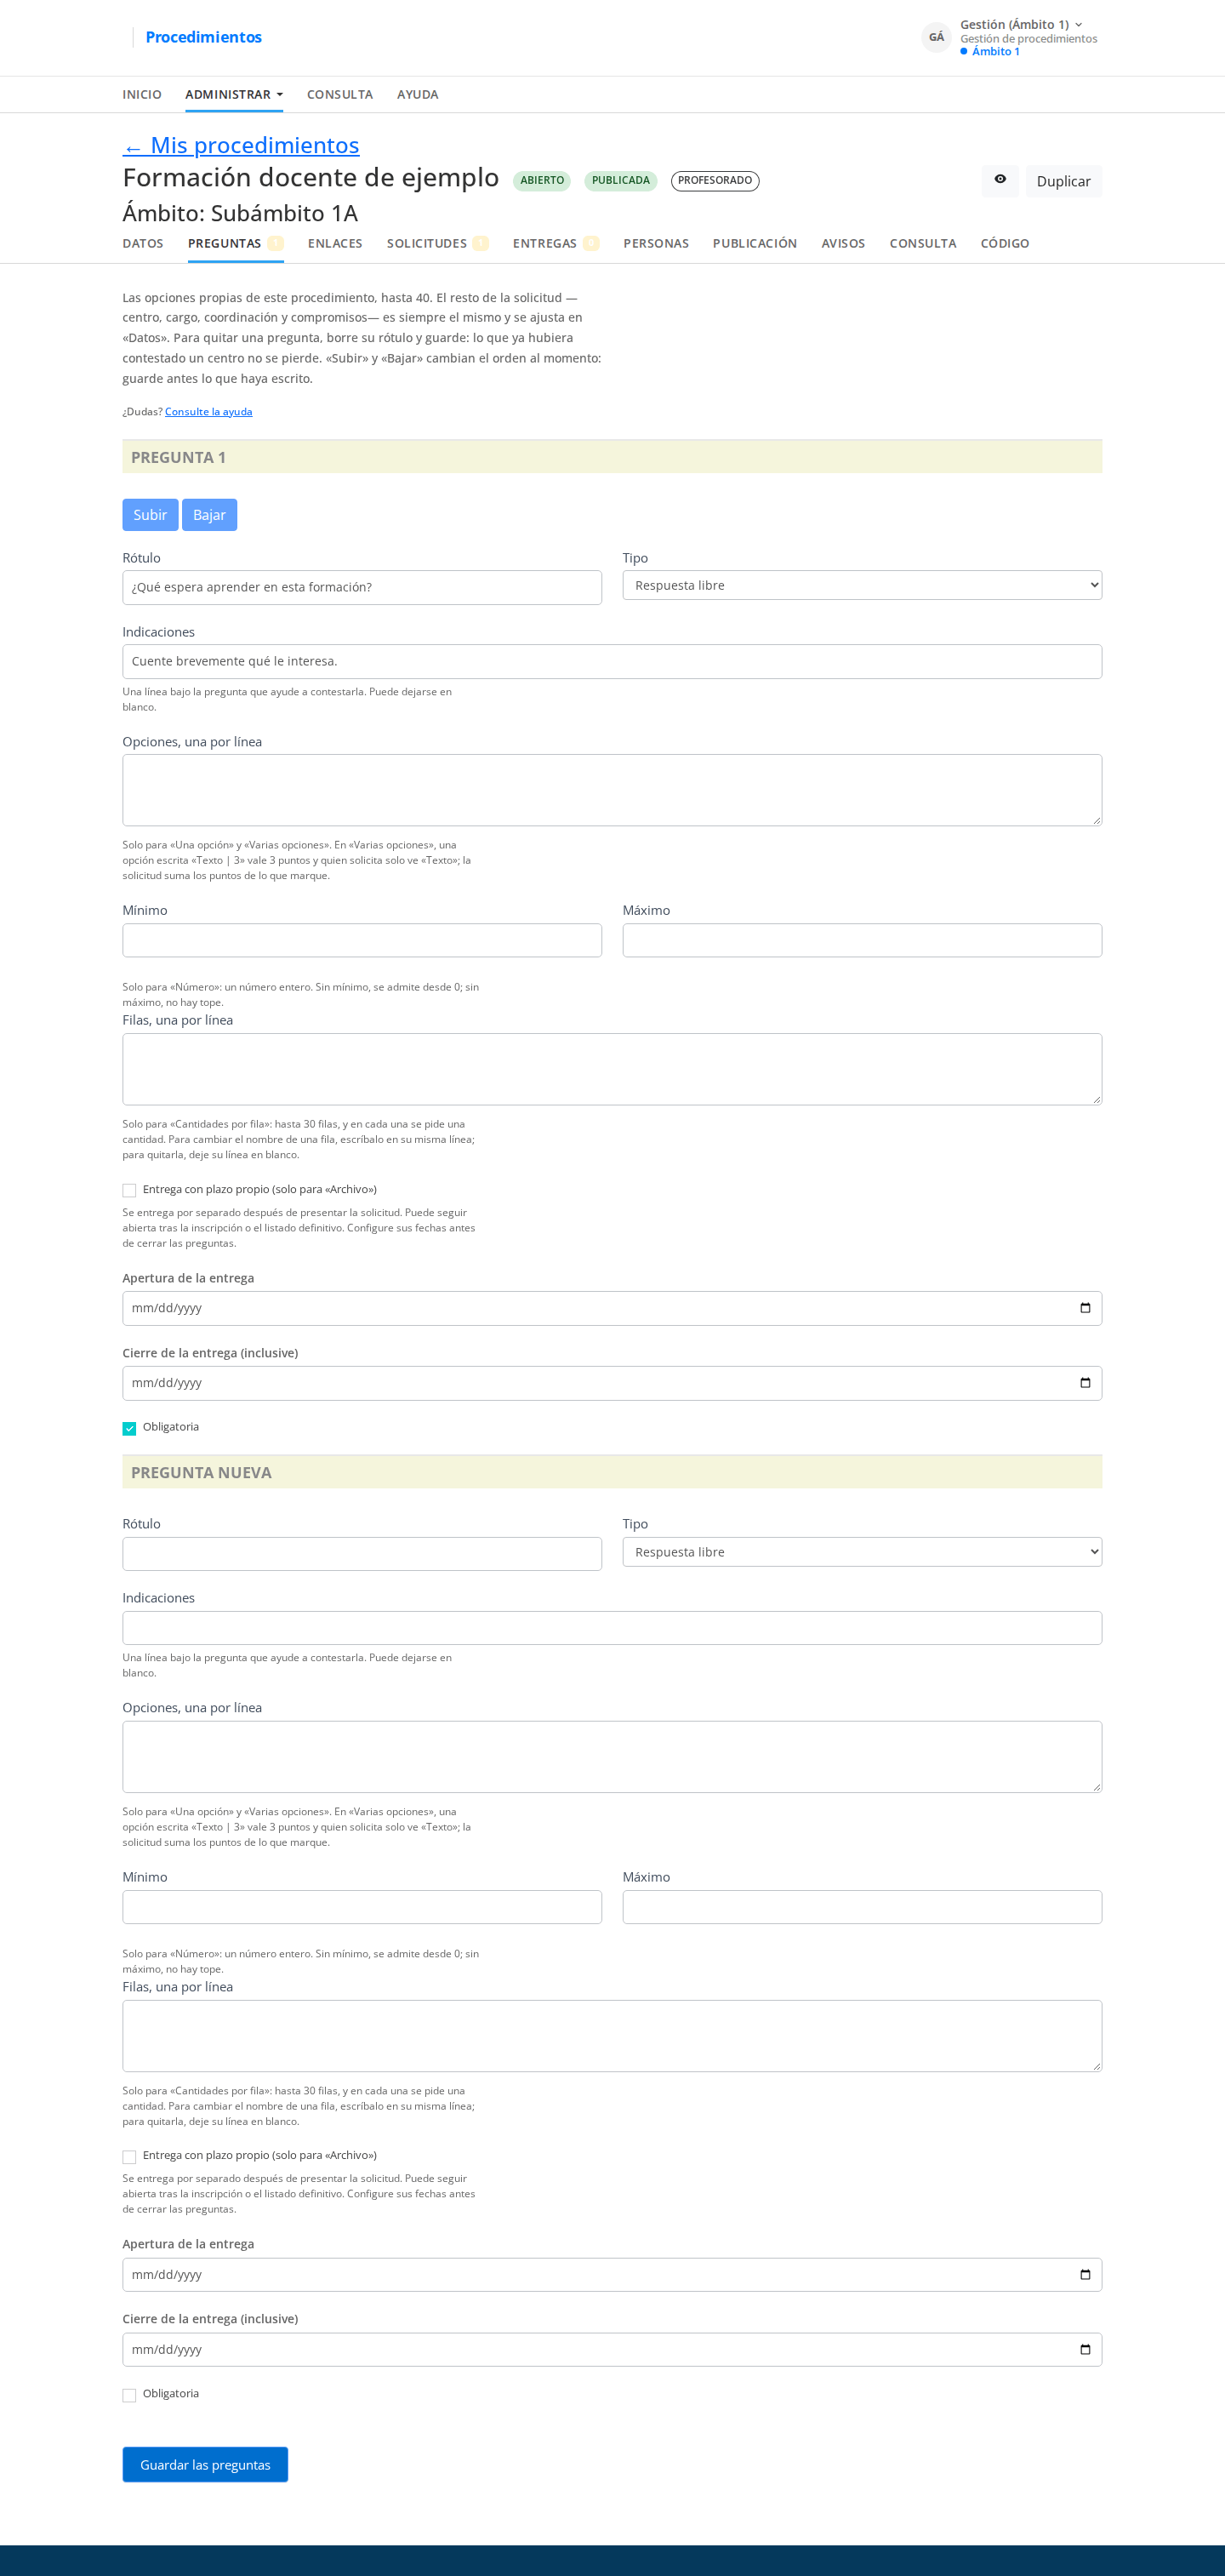 Procedimientos
GÁ
Gestión (Ámbito 1)
Gestión de procedimientos
Ámbito 1
INICIO ADMINISTRAR CONSULTA AYUDA
← Mis procedimientos
Formación docente de ejemplo ABIERTO PUBLICADA PROFESORADO Duplicar
Ámbito: Subámbito 1A
DATOS PREGUNTAS 1 ENLACES SOLICITUDES 1 ENTREGAS 0 PERSONAS PUBLICACIÓN AVISOS CONSULTA CÓDIGO
Las opciones propias de este procedimiento, hasta 40. El resto de la solicitud —
centro, cargo, coordinación y compromisos— es siempre el mismo y se ajusta en
«Datos». Para quitar una pregunta, borre su rótulo y guarde: lo que ya hubiera
contestado un centro no se pierde. «Subir» y «Bajar» cambian el orden al momento:
guarde antes lo que haya escrito.
¿Dudas? Consulte la ayuda
PREGUNTA 1
Subir Bajar
Rótulo Tipo
¿Qué espera aprender en esta formación? Respuesta libre
Indicaciones
Cuente brevemente qué le interesa.
Una línea bajo la pregunta que ayude a contestarla. Puede dejarse en
blanco.
Opciones, una por línea
Solo para «Una opción» y «Varias opciones». En «Varias opciones», una
opción escrita «Texto | 3» vale 3 puntos y quien solicita solo ve «Texto»; la
solicitud suma los puntos de lo que marque.
Mínimo Máximo
Solo para «Número»: un número entero. Sin mínimo, se admite desde 0; sin
máximo, no hay tope.
Filas, una por línea
Solo para «Cantidades por fila»: hasta 30 filas, y en cada una se pide una
cantidad. Para cambiar el nombre de una fila, escríbalo en su misma línea;
para quitarla, deje su línea en blanco.
Entrega con plazo propio (solo para «Archivo»)
Se entrega por separado después de presentar la solicitud. Puede seguir
abierta tras la inscripción o el listado definitivo. Configure sus fechas antes
de cerrar las preguntas.
Apertura de la entrega
mm/dd/yyyy
Cierre de la entrega (inclusive)
mm/dd/yyyy
Obligatoria
PREGUNTA NUEVA
Rótulo Tipo
Respuesta libre
Indicaciones
Una línea bajo la pregunta que ayude a contestarla. Puede dejarse en
blanco.
Opciones, una por línea
Solo para «Una opción» y «Varias opciones». En «Varias opciones», una
opción escrita «Texto | 3» vale 3 puntos y quien solicita solo ve «Texto»; la
solicitud suma los puntos de lo que marque.
Mínimo Máximo
Solo para «Número»: un número entero. Sin mínimo, se admite desde 0; sin
máximo, no hay tope.
Filas, una por línea
Solo para «Cantidades por fila»: hasta 30 filas, y en cada una se pide una
cantidad. Para cambiar el nombre de una fila, escríbalo en su misma línea;
para quitarla, deje su línea en blanco.
Entrega con plazo propio (solo para «Archivo»)
Se entrega por separado después de presentar la solicitud. Puede seguir
abierta tras la inscripción o el listado definitivo. Configure sus fechas antes
de cerrar las preguntas.
Apertura de la entrega
mm/dd/yyyy
Cierre de la entrega (inclusive)
mm/dd/yyyy
Obligatoria
Guardar las preguntas